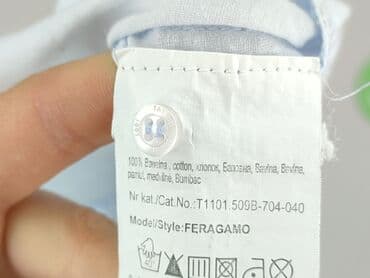 100% Bawełna , cotton, хлопок, Бавовна, Bavlna, Bavlna,
pamut, medvilnė, Bumbac
Nr kat./Cat.No.:T1101.509B-704-040
Model/Style:FERAGAMO